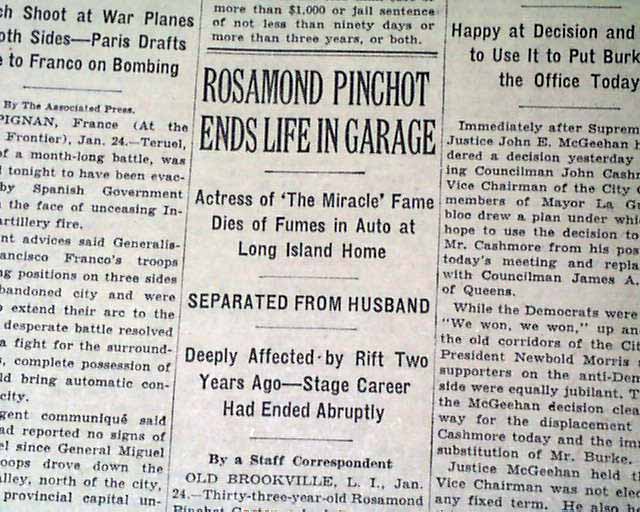 ch Shoot at War Planes
oth Sides—Paris Drafts
e to Franco on Bombing
By The Associated Press.
PIGNAN, France (At the
Frontier), Jan. 24.—Teruel,
of a month-long battle, was
tonight to have been evac-
by Spanish Government
the face of unceasing In-
artillery fire.
nt advices said Generalis-
ancisco Franco's troops
ng positions on three sides
bandoned city and were
extend their arc to the
desperate battle resolved
a fight for the surround-
s, complete possession of
ld bring automatic con-
city.
gent communiqué said
ad reported no signs of
el since General Miguel
oops drove down the
alley, north of the city,
provincial capital un-
more than $1,000 or jail sentence
of not less than ninety days or
more than three years, or both.
ROSAMOND PINCHOT
ENDS LIFE IN GARAGE
Actress of 'The Miracle' Fame
Dies of Fumes in Auto at
Long Island Home
SEPARATED FROM HUSBAND
Deeply Affected by Rift Two
Years Ago—Stage Career
Had Ended Abruptly
By a Staff Correspondent
OLD BROOKVILLE, L. I., Jan.
24.—Thirty-three-year-old Rosamond
Happy at Decision and
to Use It to Put Burk
the Office Today
Immediately after Suprem
Justice John E. McGeehan h
dered a decision yesterday
ing Councilman John Cashm
Vice Chairman of the City C
members of Mayor La Gu
bloc drew a plan under whic
hope to use the decision to
Mr. Cashmore from his pos
today's meeting and repla
with Councilman James A.
of Queens.
While the Democrats were
"We won, we won," up an
the old corridors of the Cit
President Newbold Morris
supporters on the anti-Dem
side were equally jubilant. T
the McGeehan decision clea
way for the displacement
Cashmore today and the im
substitution of Mr. Burke.
Justice McGeehan held th
Vice Chairman was not elec
any fixed term. He also h